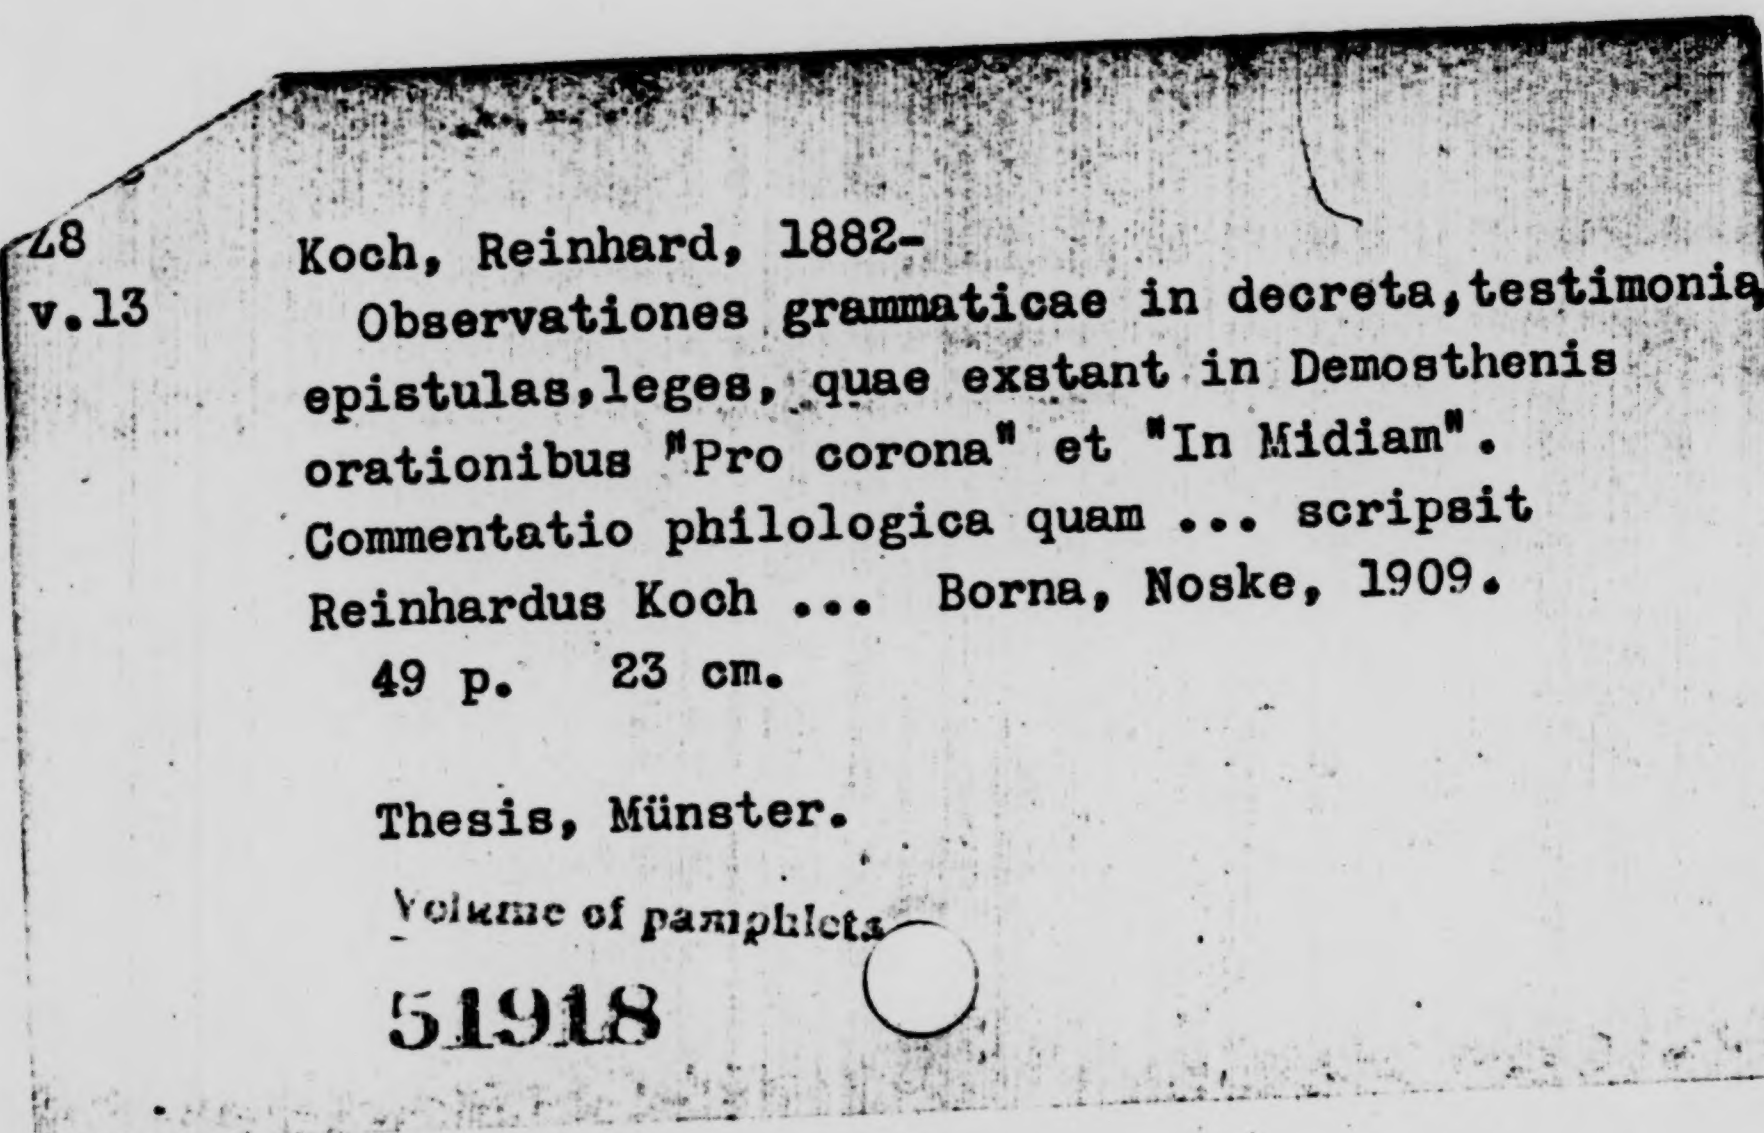 28
v.13
Koch, Reinhard, 1882-
Observationes grammaticae in decreta,testimonia
epistulas,leges, quae exstant in Demosthenis
orationibus "Pro corona" et "In Midiam".
Commentatio philologica quam ... scripsit
Reinhardus Koch ... Borna, Noske, 1909.
49 p. 23 cm.
Thesis, Münster.
Volume of pamphlets
51918